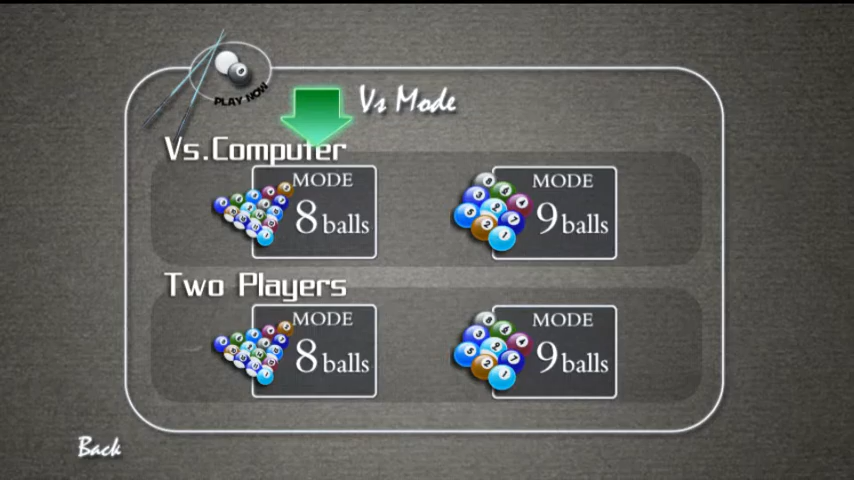 PLAY NOW
Vs Mode
Vs.Computer
MODE
8 balls
MODE
9 balls
Two Players
MODE
8 balls
MODE
9 balls
Back